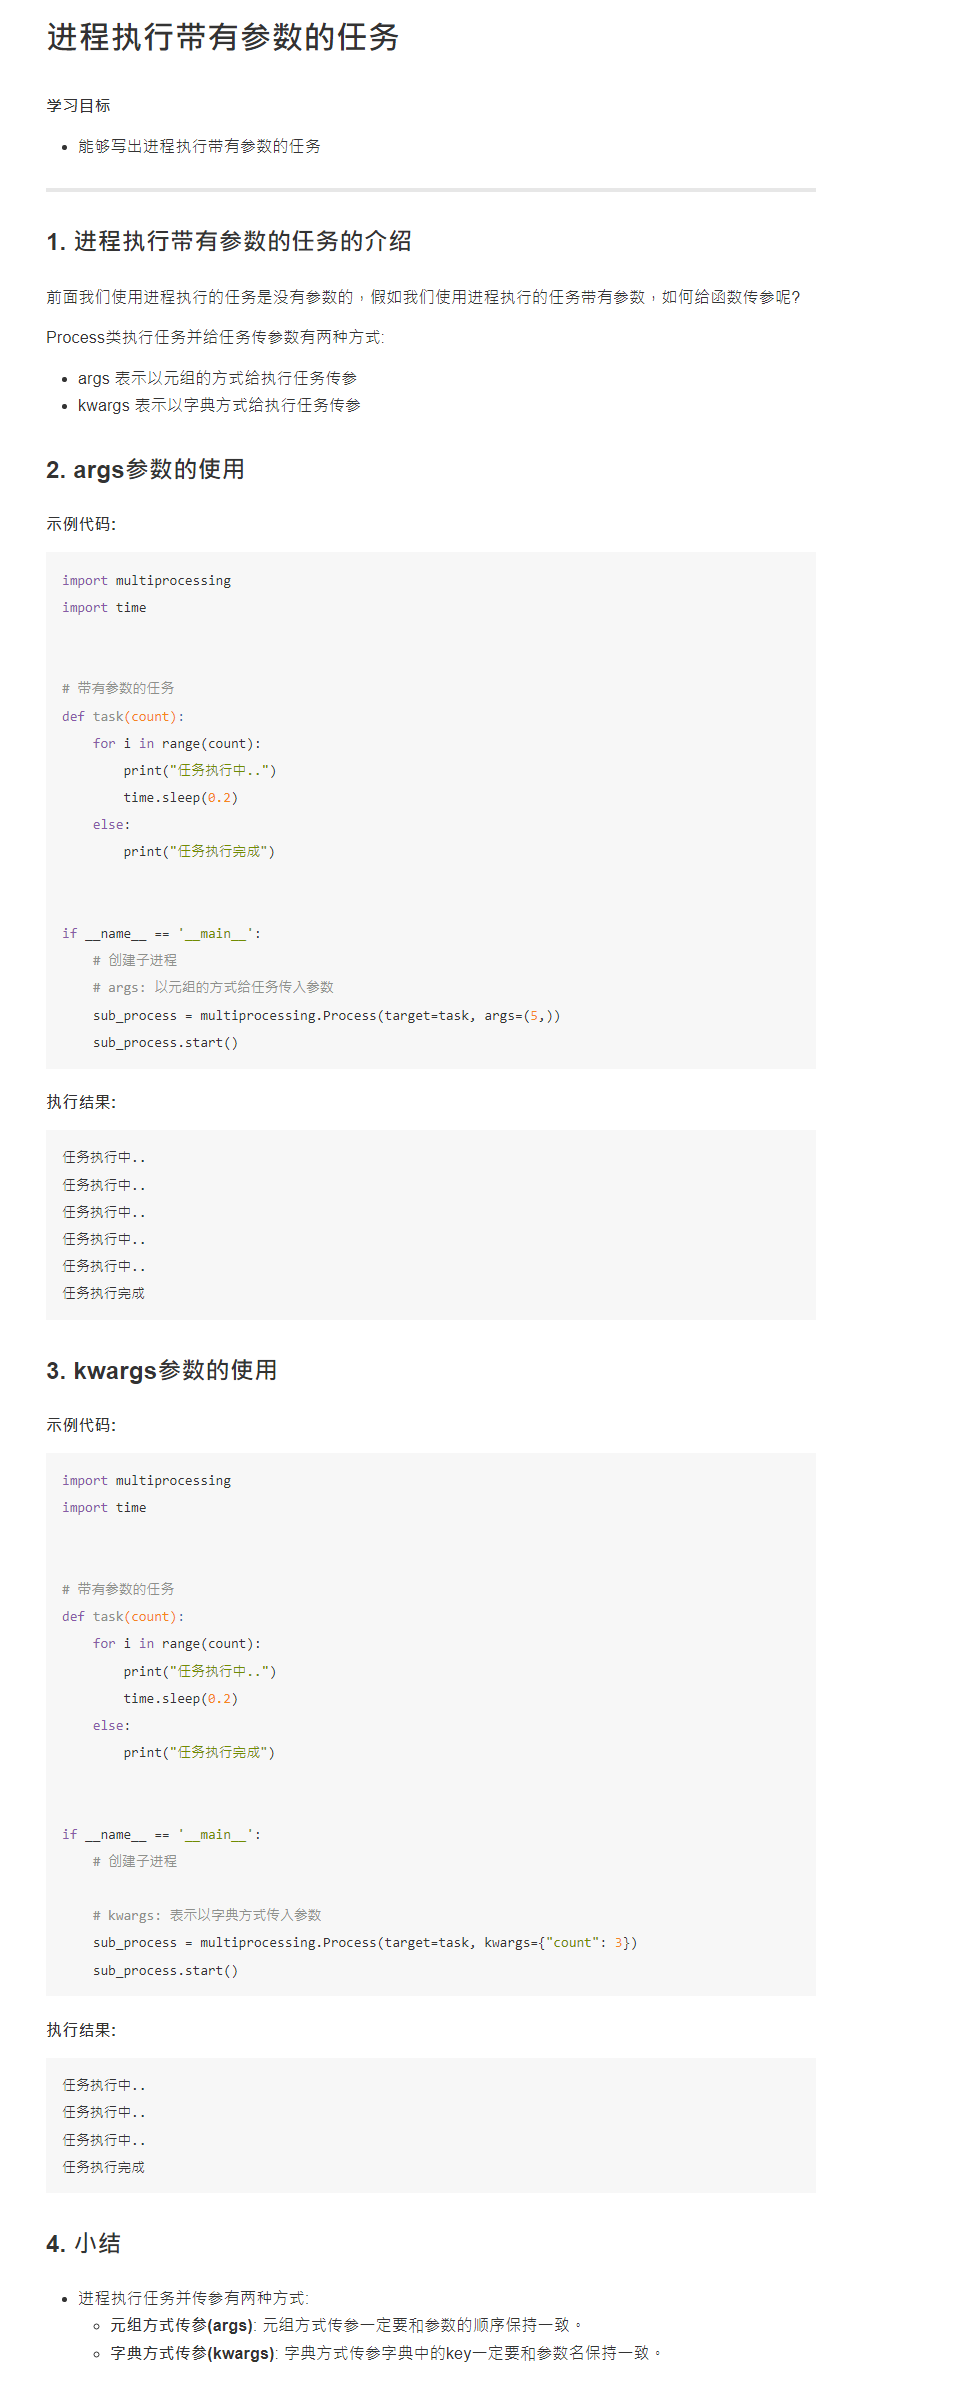 进程执行带有参数的任务
学习目标
• 能够写出进程执行带有参数的任务
1. 进程执行带有参数的任务的介绍
前面我们使用进程执行的任务是没有参数的，假如我们使用进程执行的任务带有参数，如何给函数传参呢?
Process类执行任务并给任务传参数有两种方式:
• args 表示以元组的方式给执行任务传参
• kwargs 表示以字典方式给执行任务传参
2. args参数的使用
示例代码:
import multiprocessing
import time
# 带有参数的任务
def task(count):
    for i in range(count):
        print("任务执行中..")
        time.sleep(0.2)
    else:
        print("任务执行完成")
if __name__ == '__main__':
    # 创建子进程
    # args: 以元组的方式给任务传入参数
    sub_process = multiprocessing.Process(target=task, args=(5,))
    sub_process.start()
执行结果:
任务执行中..
任务执行中..
任务执行中..
任务执行中..
任务执行中..
任务执行完成
3. kwargs参数的使用
示例代码:
import multiprocessing
import time
# 带有参数的任务
def task(count):
    for i in range(count):
        print("任务执行中..")
        time.sleep(0.2)
    else:
        print("任务执行完成")
if __name__ == '__main__':
    # 创建子进程
    # kwargs: 表示以字典方式传入参数
    sub_process = multiprocessing.Process(target=task, kwargs={"count": 3})
    sub_process.start()
执行结果:
任务执行中..
任务执行中..
任务执行中..
任务执行完成
4. 小结
• 进程执行任务并传参有两种方式:
◦ 元组方式传参(args): 元组方式传参一定要和参数的顺序保持一致。
◦ 字典方式传参(kwargs): 字典方式传参字典中的key一定要和参数名保持一致。